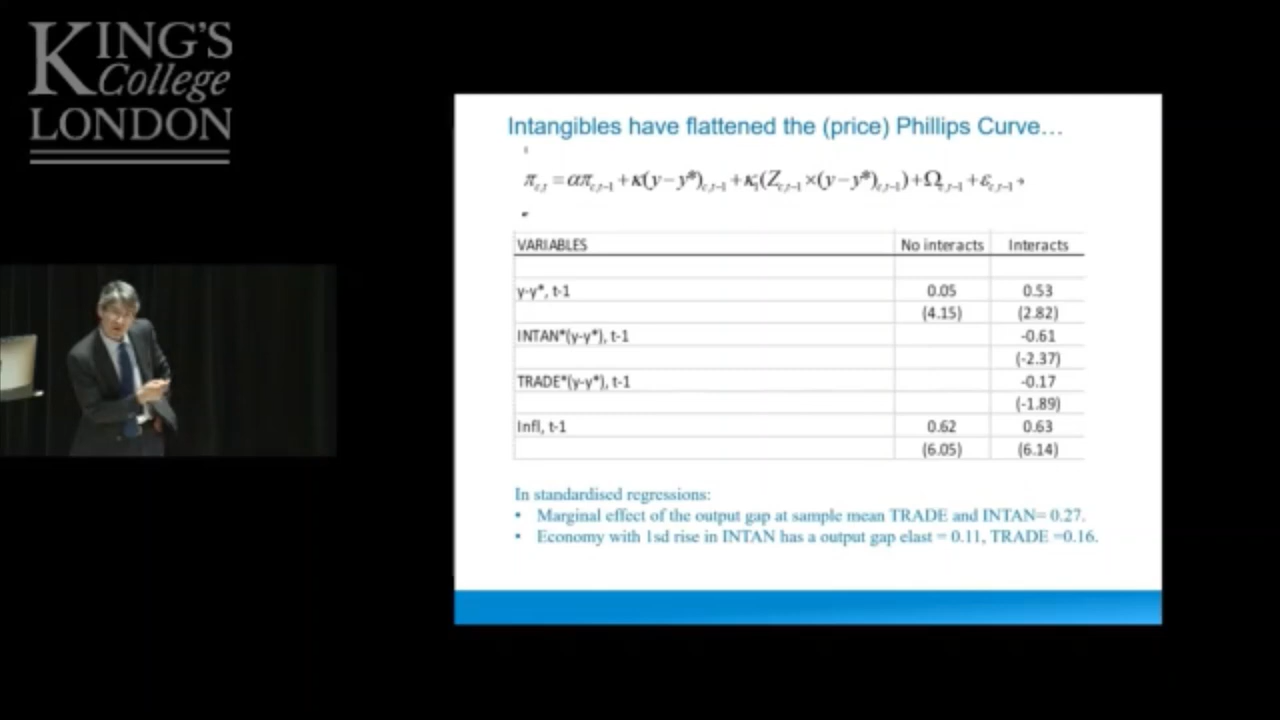 KING'S
College
LONDON
Intangibles have flattened the (price) Phillips Curve…
π_{c,t} = απ_{c,t-1} + κ(y-y*)_{c,t-1} + κ_1(Z_{c,t-1} × (y-y*)_{c,t-1}) + Ω_{c,t-1} + ε_{c,t-1}
VARIABLES No interacts Interacts
y-y*, t-1 0.05 0.53
(4.15) (2.82)
INTAN*(y-y*), t-1 -0.61
(-2.37)
TRADE*(y-y*), t-1 -0.17
(-1.89)
Infl, t-1 0.62 0.63
(6.05) (6.14)
In standardised regressions:
• Marginal effect of the output gap at sample mean TRADE and INTAN= 0.27.
• Economy with 1sd rise in INTAN has a output gap elast = 0.11, TRADE =0.16.